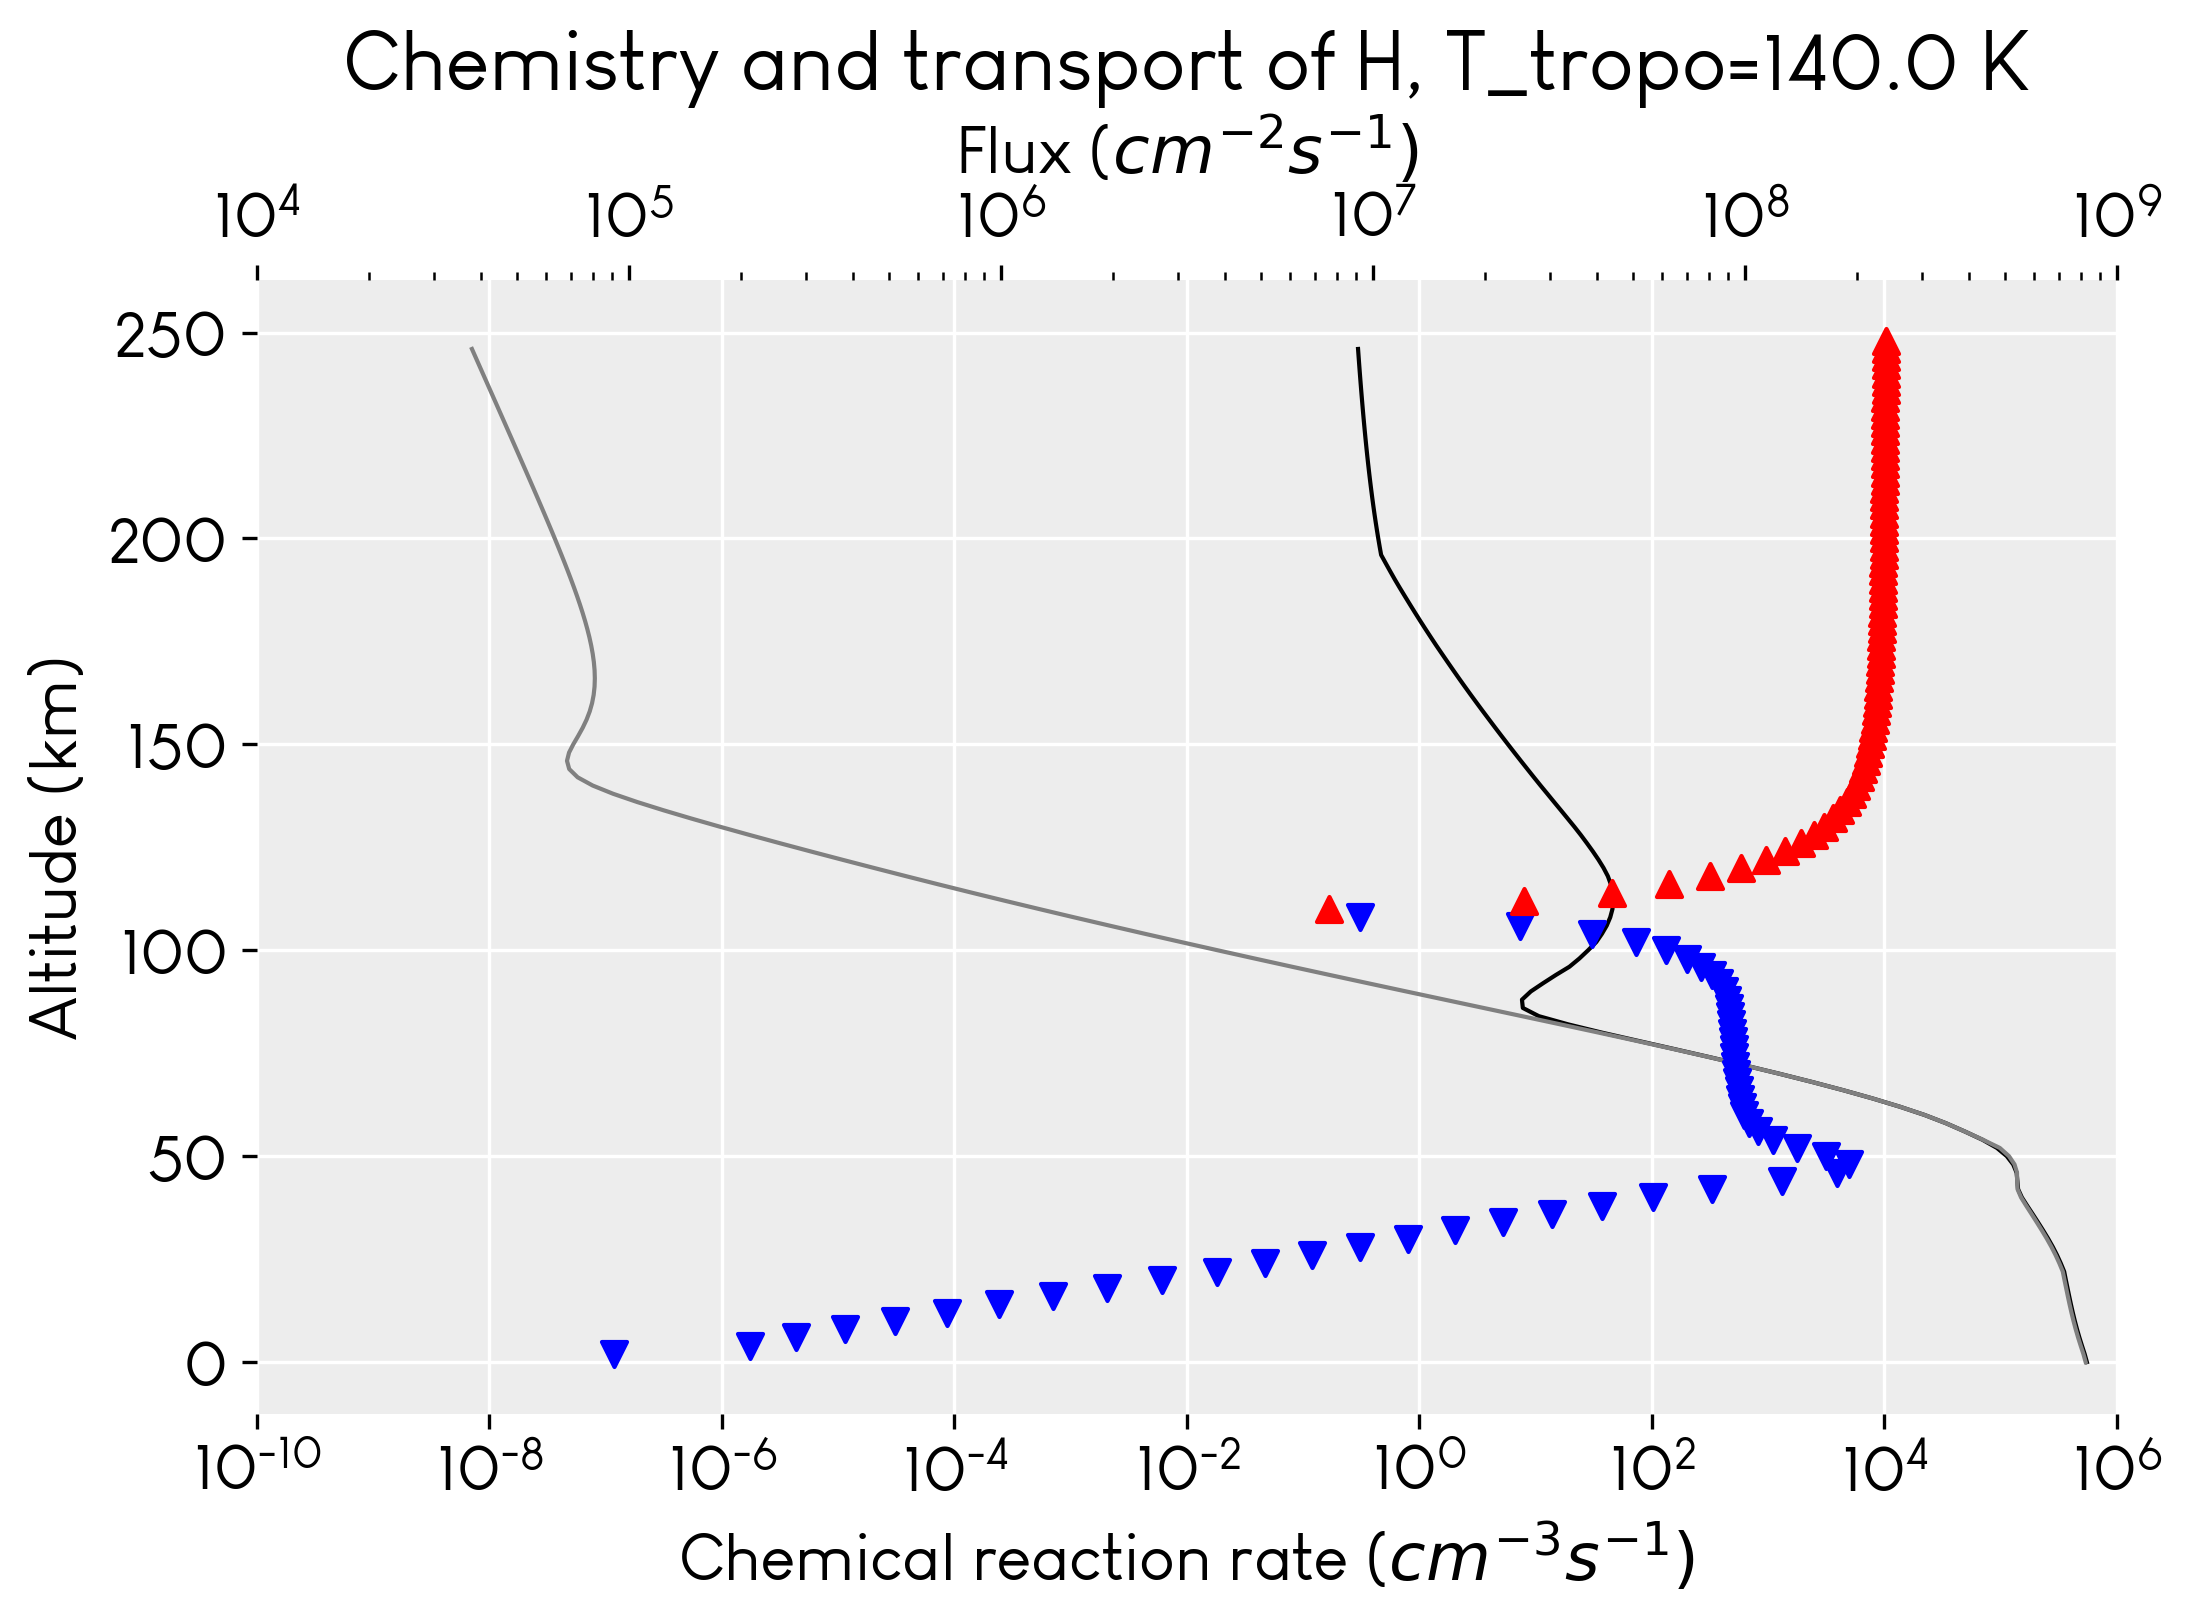 Chemistry and transport of H, T_tropo=140.0 K
Flux (cm⁻²s⁻¹)
10⁴ 10⁵ 10⁶ 10⁷ 10⁸ 10⁹
Altitude (km)
250
200
150
100
50
0
10⁻¹⁰ 10⁻⁸ 10⁻⁶ 10⁻⁴ 10⁻² 10⁰ 10² 10⁴ 10⁶
Chemical reaction rate (cm⁻³s⁻¹)